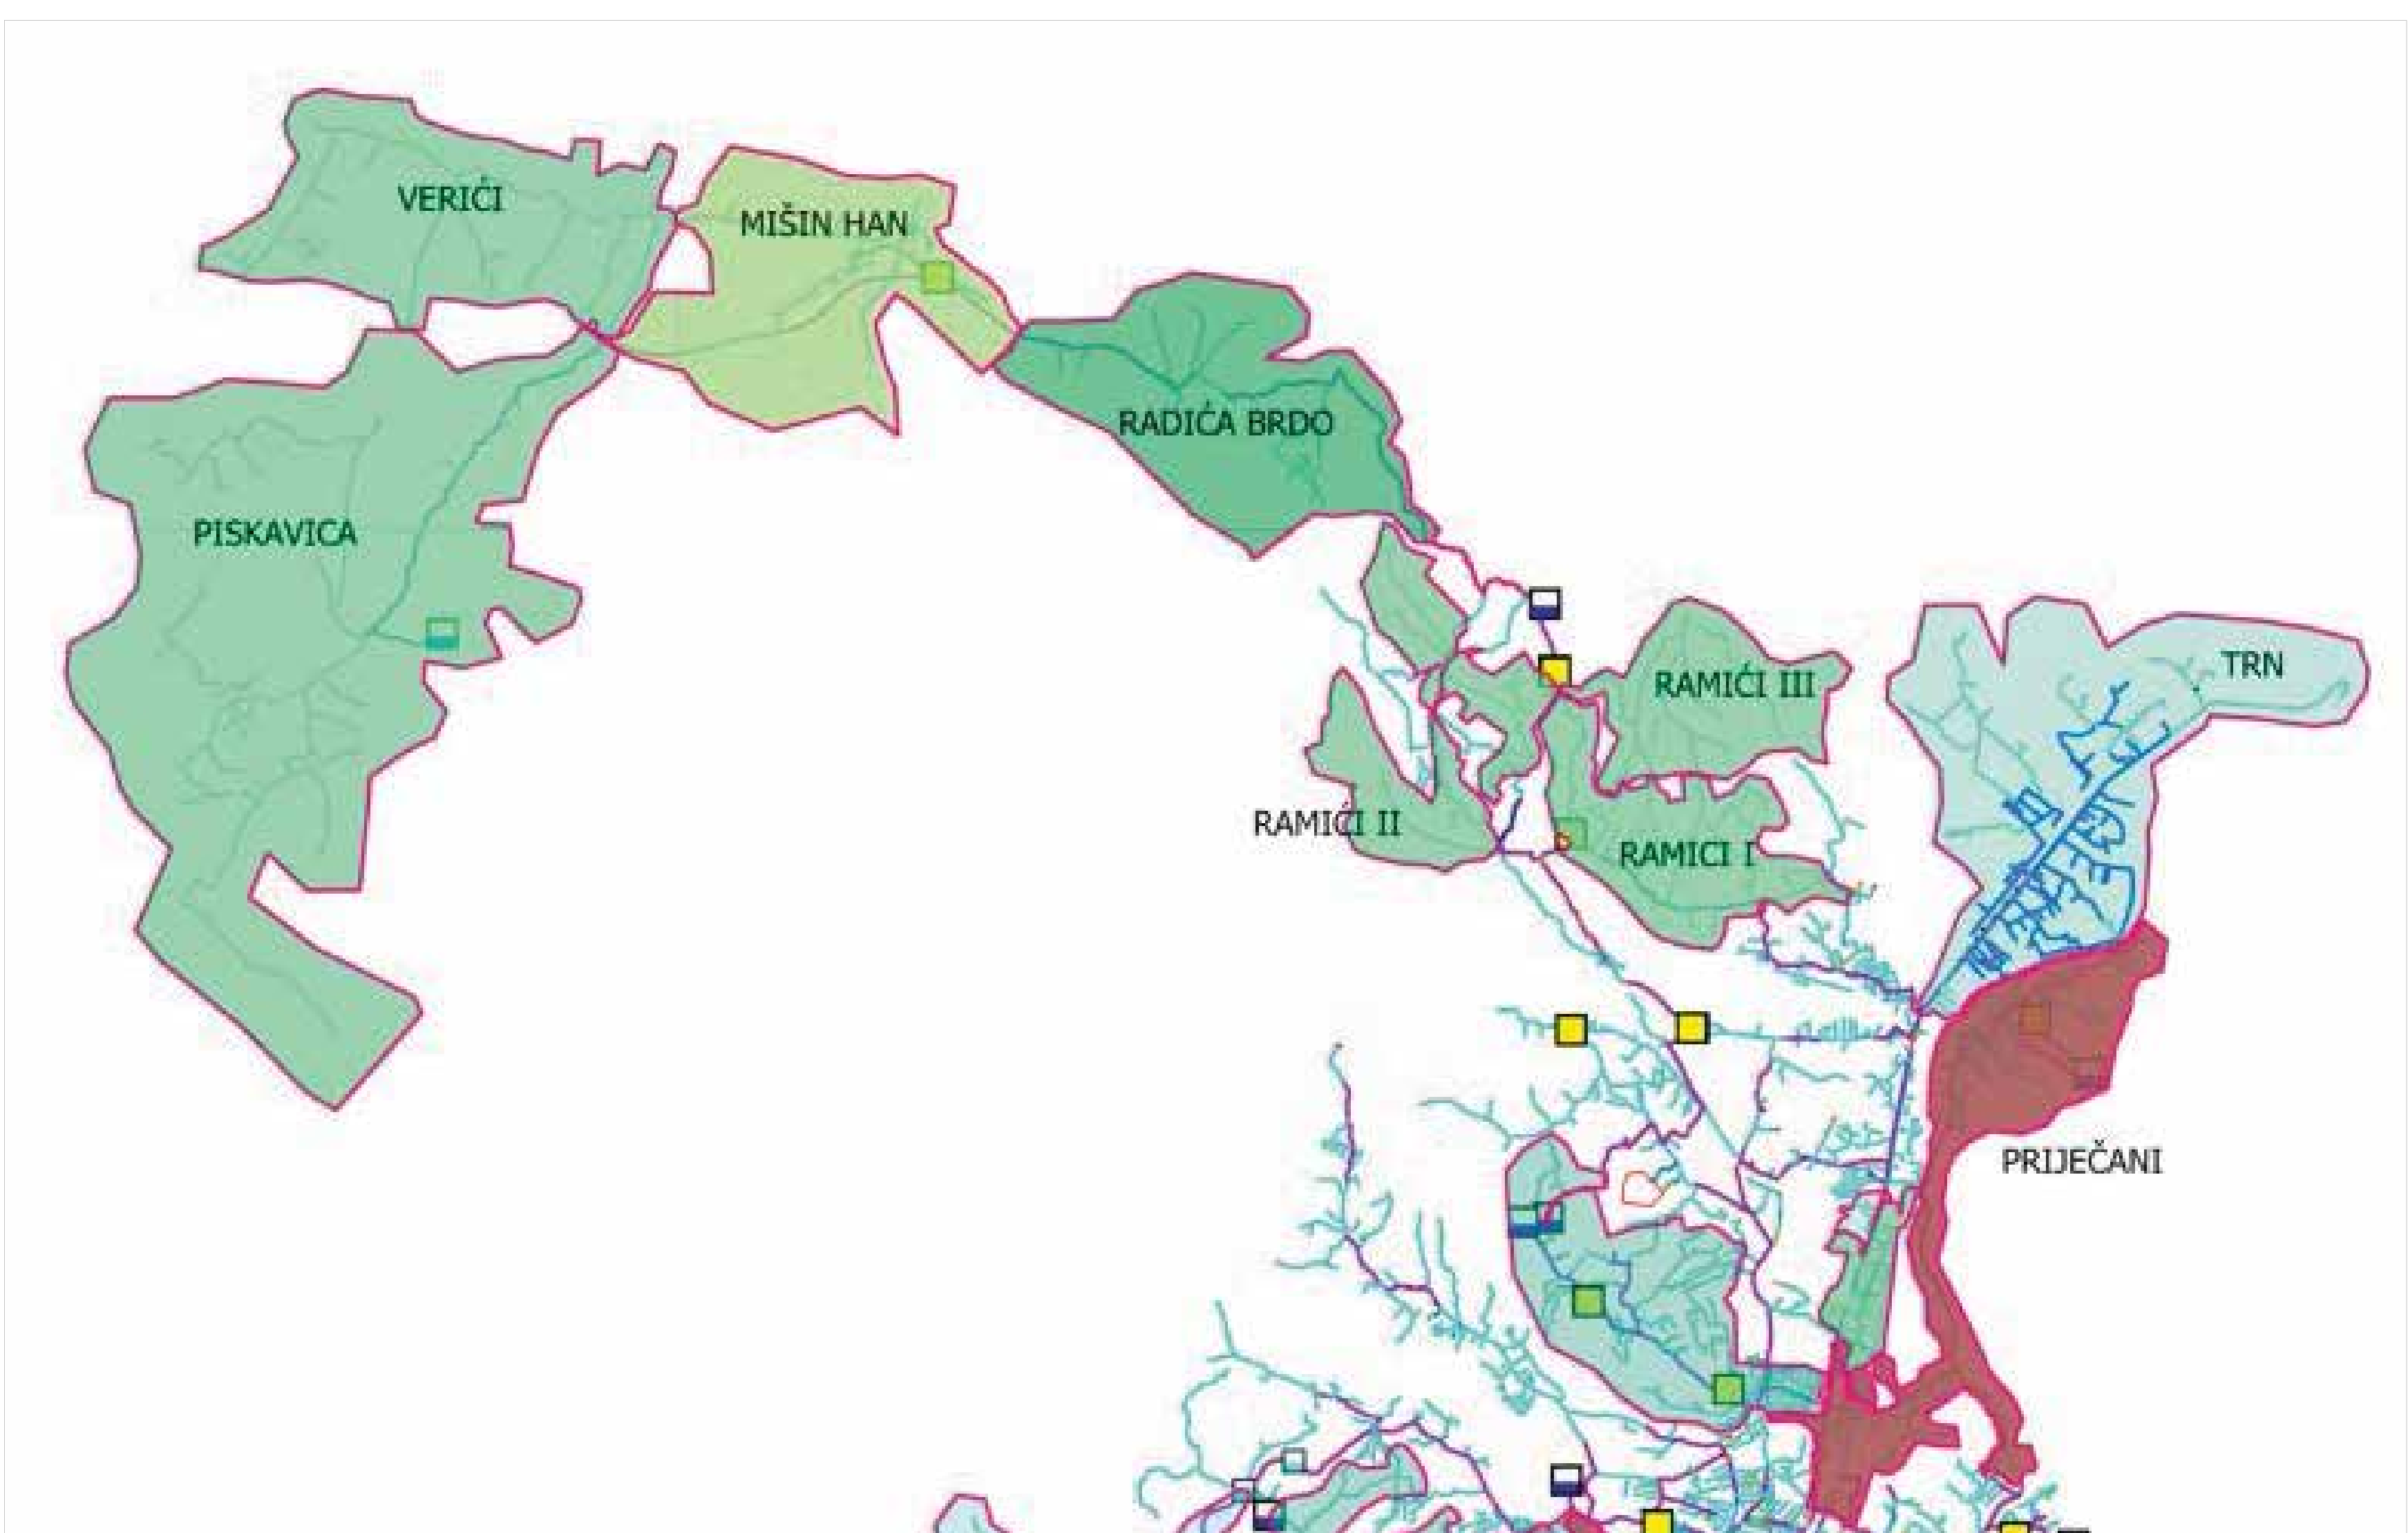 VERIĆI
MIŠIN HAN
RADIĆA BRDO
PISKAVICA
RAMIĆI III
TRN
RAMIĆI II
RAMICI I
PRIJEČANI